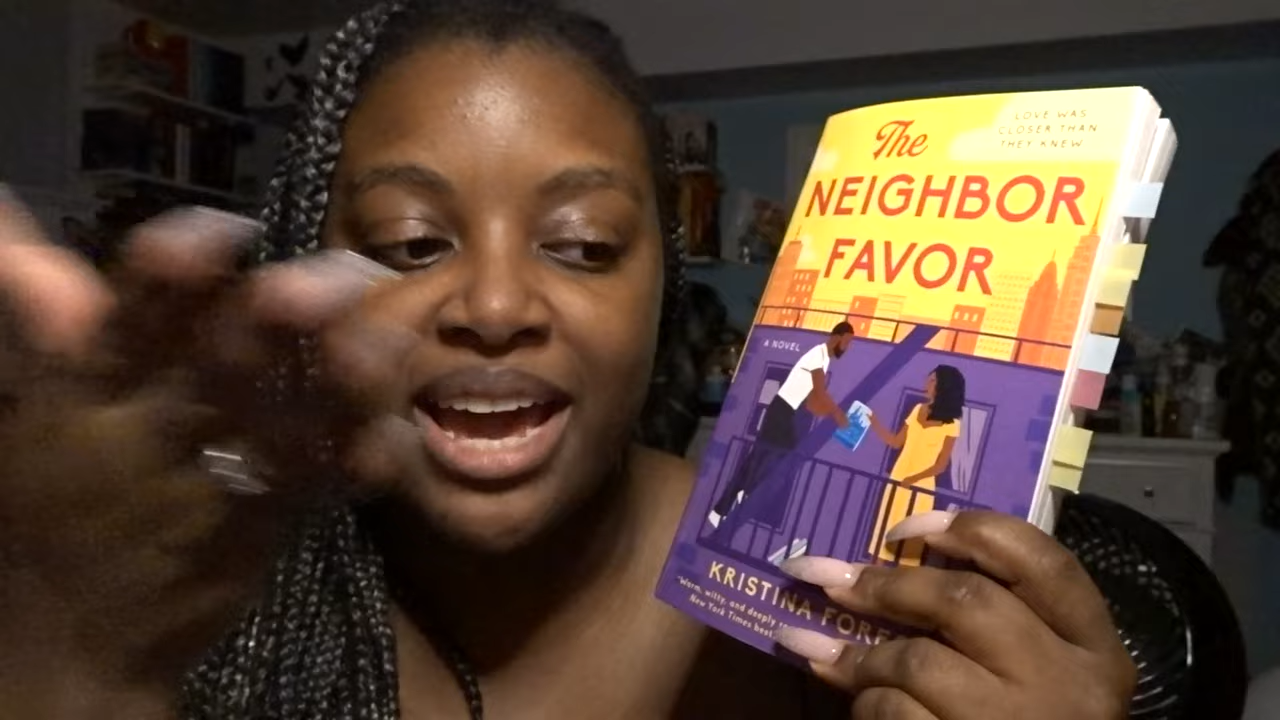 The
LOVE WAS
CLOSER THAN
THEY KNEW
NEIGHBOR
FAVOR
A NOVEL
KRISTINA FORE
"Warm, witty, and deeply
New York Times best